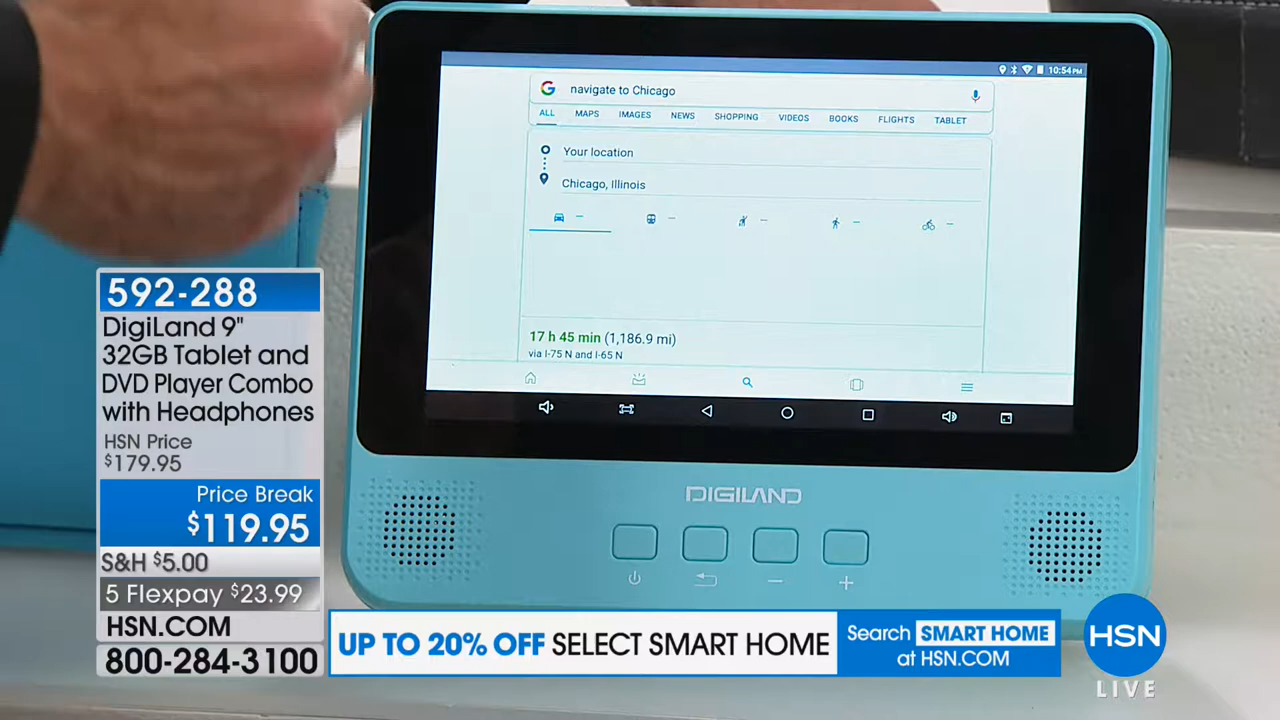 10:54PM
navigate to Chicago
ALL MAPS IMAGES NEWS SHOPPING VIDEOS BOOKS FLIGHTS TABLET
Your location
Chicago, Illinois
17 h 45 min (1,186.9 mi)
via I-75 N and I-65 N
DIGILAND
592-288
DigiLand 9"
32GB Tablet and
DVD Player Combo
with Headphones
HSN Price
$179.95
Price Break
$119.95
S&H $5.00
5 Flexpay $23.99
HSN.COM
800-284-3100
UP TO 20% OFF SELECT SMART HOME
Search SMART HOME
at HSN.COM
HSN
LIVE